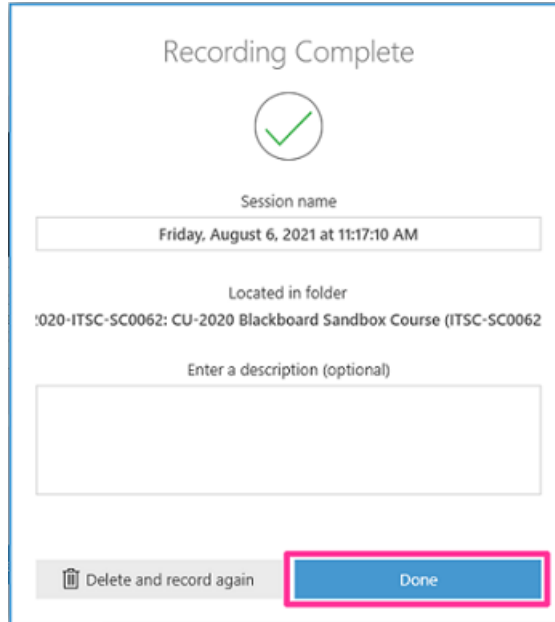 Recording Complete
Session name
Friday, August 6, 2021 at 11:17:10 AM
Located in folder
2020-ITSC-SC0062: CU-2020 Blackboard Sandbox Course (ITSC-SC0062
Enter a description (optional)
Delete and record again
Done